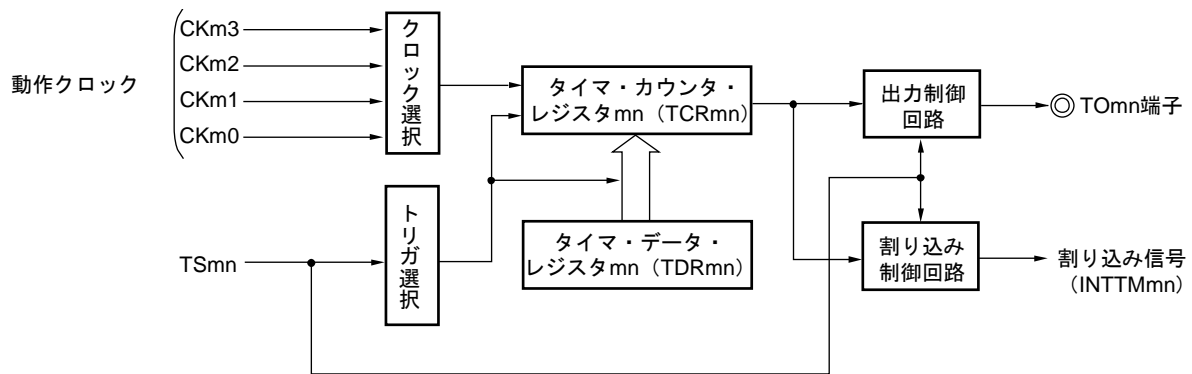 動作クロック
CKm3
CKm2
CKm1
CKm0
クロック選択
タイマ・カウンタ・
レジスタmn（TCRmn）
出力制御
回路
TOmn端子
TSmn
トリガ選択
タイマ・データ・
レジスタmn（TDRmn）
割り込み
制御回路
割り込み信号
（INTTMmn）